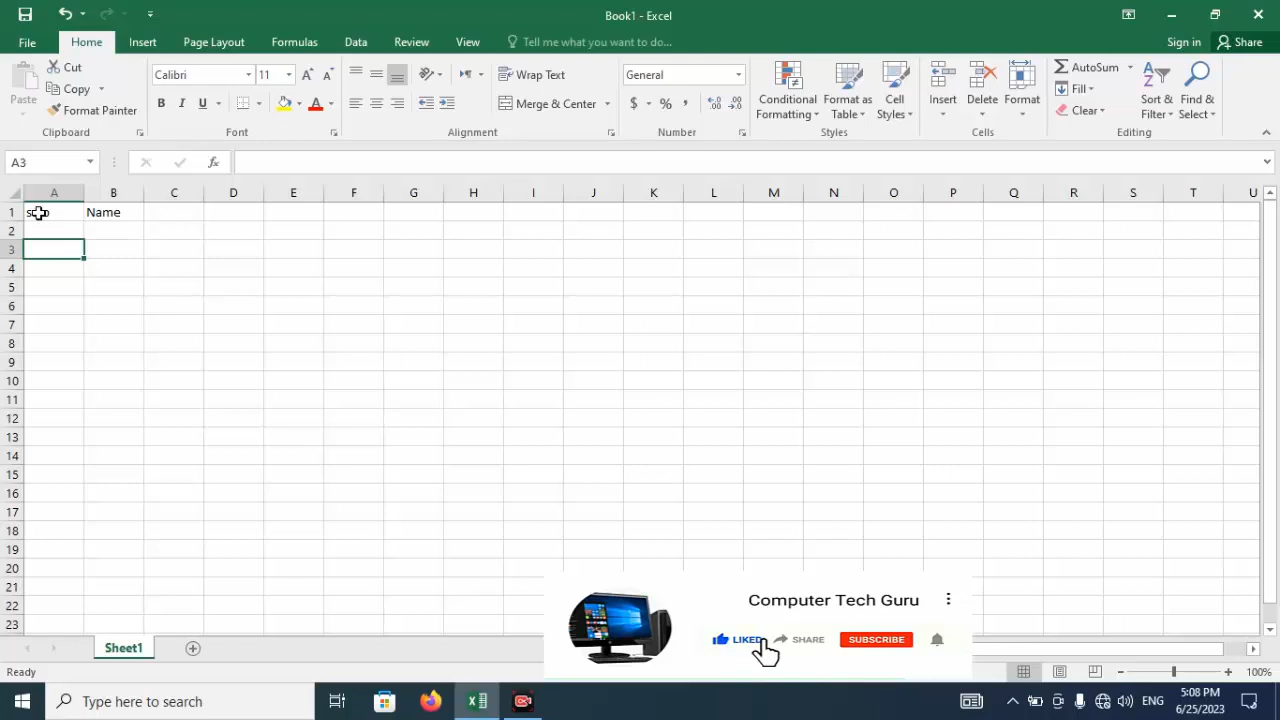 Book1 - Excel
File Home Insert Page Layout Formulas Data Review View Tell me what you want to do... Sign in Share
Paste Cut Copy Format Painter
Calibri 11
B I U A A A
Wrap Text
Merge & Center
General
$ % , .0 .00
Conditional Formatting
Format as Table
Cell Styles
Insert Delete Format
AutoSum Fill Clear
Sort & Filter
Find & Select
Clipboard Font Alignment Number Styles Cells Editing
A3 fx
A B C D E F G H I J K L M N O P Q R S T U
1 Name
2
3
4
5
6
7
8
9
10
11
12
13
14
15
16
17
18
19
20
21
22
23
Computer Tech Guru
LIKED SHARE SUBSCRIBE
Sheet1
Ready 100%
Type here to search ENG 5:08 PM
6/25/2023